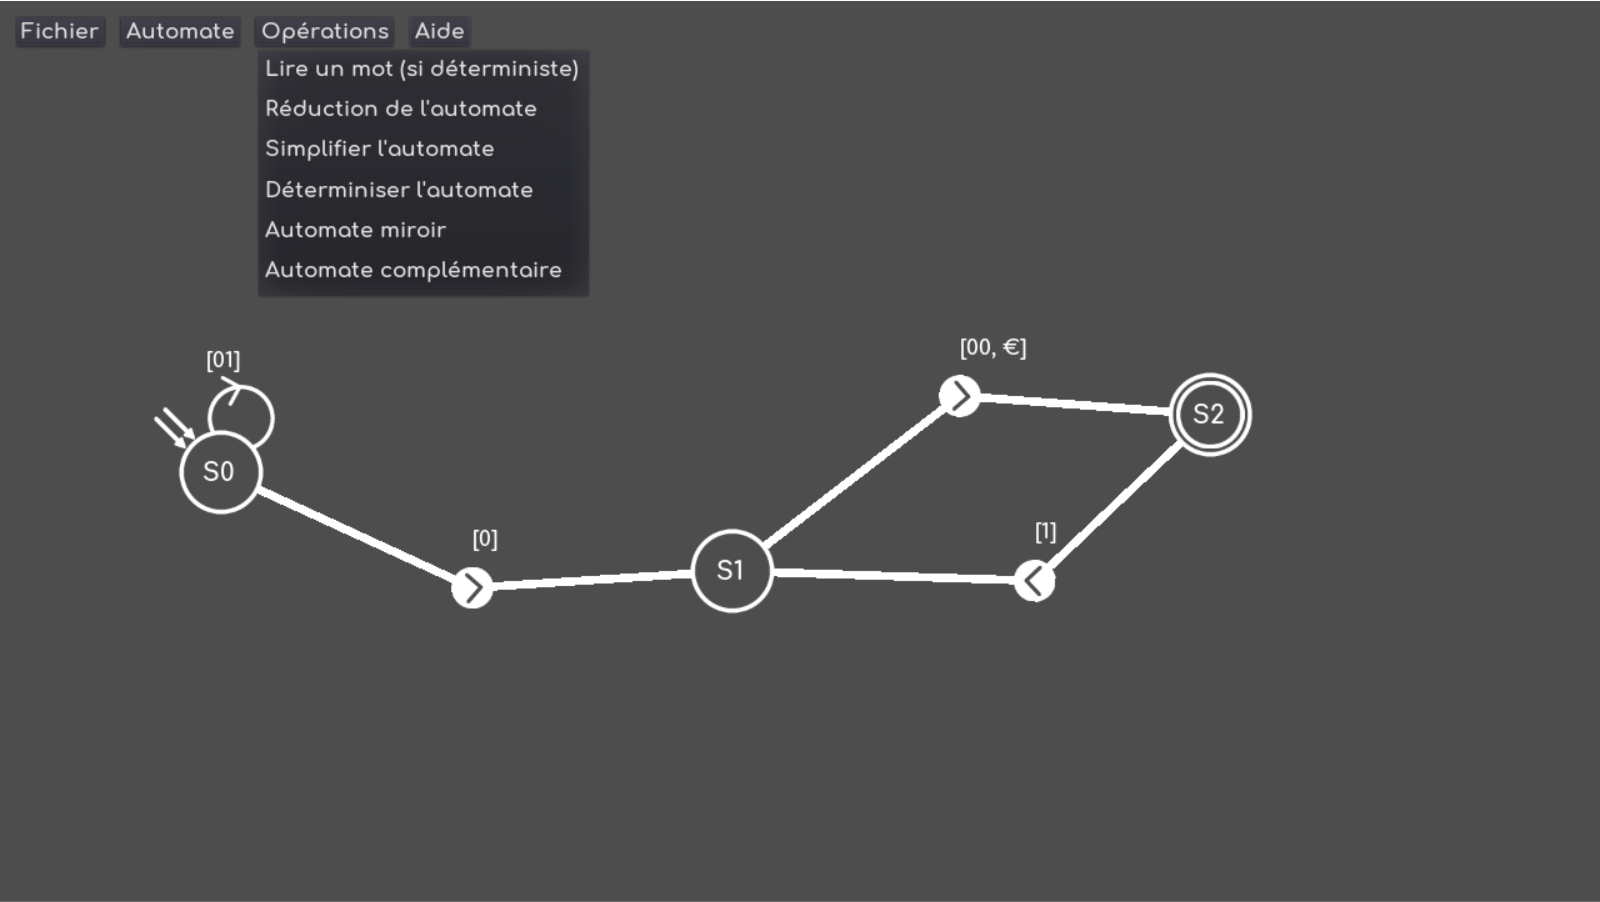 Fichier Automate Opérations Aide
Lire un mot (si déterministe)
Réduction de l'automate
Simplifier l'automate
Déterminiser l'automate
Automate miroir
Automate complémentaire
[00, €]
[01]
S2
S0
[1]
[0]
S1